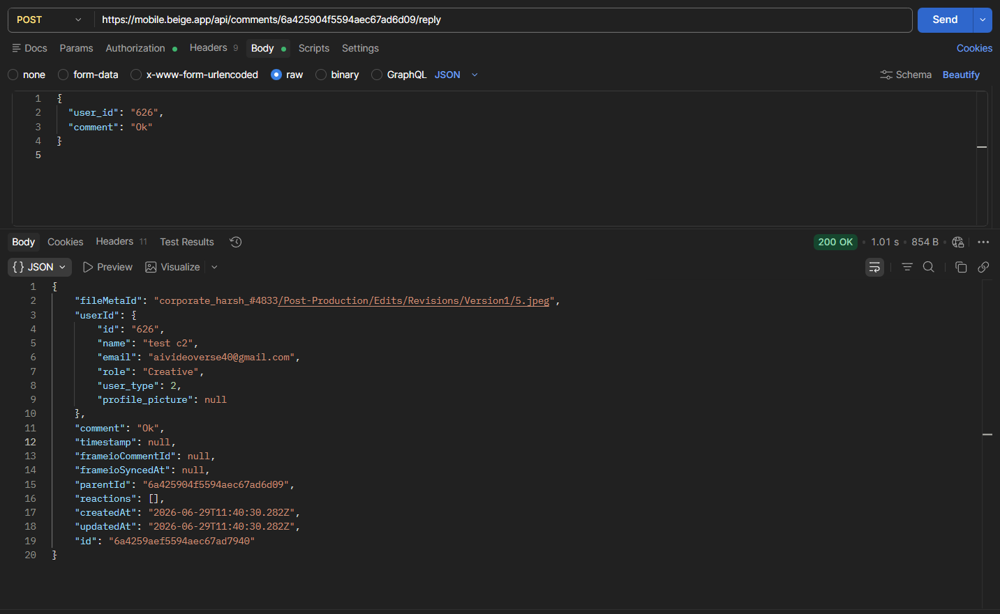 POST https://mobile.beige.app/api/comments/6a425904f5594aec67ad6d09/reply Send
Docs Params Authorization Headers 9 Body Scripts Settings Cookies
none form-data x-www-form-urlencoded raw binary GraphQL JSON Schema Beautify
1 {
2 "user_id": "626",
3 "comment": "Ok"
4 }
5
Body Cookies Headers 11 Test Results 200 OK • 1.01 s • 854 B •
{} JSON Preview Visualize
1 {
2 "fileMetaId": "corporate_harsh_#4833/Post-Production/Edits/Revisions/Version1/5.jpeg",
3 "userId": {
4 "id": "626",
5 "name": "test c2",
6 "email": "aivideoverse40@gmail.com",
7 "role": "Creative",
8 "user_type": 2,
9 "profile_picture": null
10 },
11 "comment": "Ok",
12 "timestamp": null,
13 "frameioCommentId": null,
14 "frameioSyncedAt": null,
15 "parentId": "6a425904f5594aec67ad6d09",
16 "reactions": [],
17 "createdAt": "2026-06-29T11:40:30.282Z",
18 "updatedAt": "2026-06-29T11:40:30.282Z",
19 "id": "6a4259aef5594aec67ad7940"
20 }